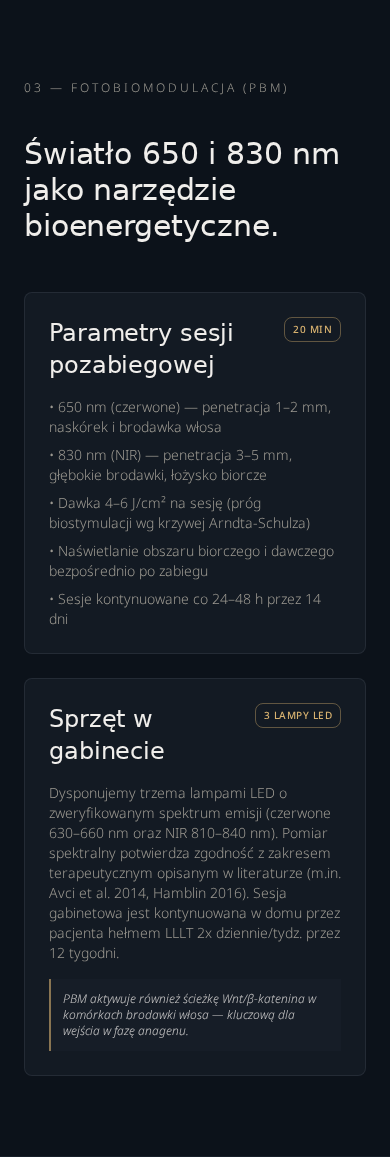 03 — FOTOBIOMODULACJA (PBM)
Światło 650 i 830 nm
jako narzędzie
bioenergetyczne.
Parametry sesji
pozabiegowej
20 MIN
• 650 nm (czerwone) — penetracja 1–2 mm,
naskórek i brodawka włosa
• 830 nm (NIR) — penetracja 3–5 mm,
głębokie brodawki, łożysko biorcze
• Dawka 4–6 J/cm² na sesję (próg
biostymulacji wg krzywej Arndta-Schulza)
• Naświetlanie obszaru biorczego i dawczego
bezpośrednio po zabiegu
• Sesje kontynuowane co 24–48 h przez 14
dni
Sprzęt w
gabinecie
3 LAMPY LED
Dysponujemy trzema lampami LED o
zweryfikowanym spektrum emisji (czerwone
630–660 nm oraz NIR 810–840 nm). Pomiar
spektralny potwierdza zgodność z zakresem
terapeutycznym opisanym w literaturze (m.in.
Avci et al. 2014, Hamblin 2016). Sesja
gabinetowa jest kontynuowana w domu przez
pacjenta hełmem LLLT 2x dziennie/tydz. przez
12 tygodni.
PBM aktywuje również ścieżkę Wnt/β-katenina w
komórkach brodawki włosa — kluczową dla
wejścia w fazę anagenu.